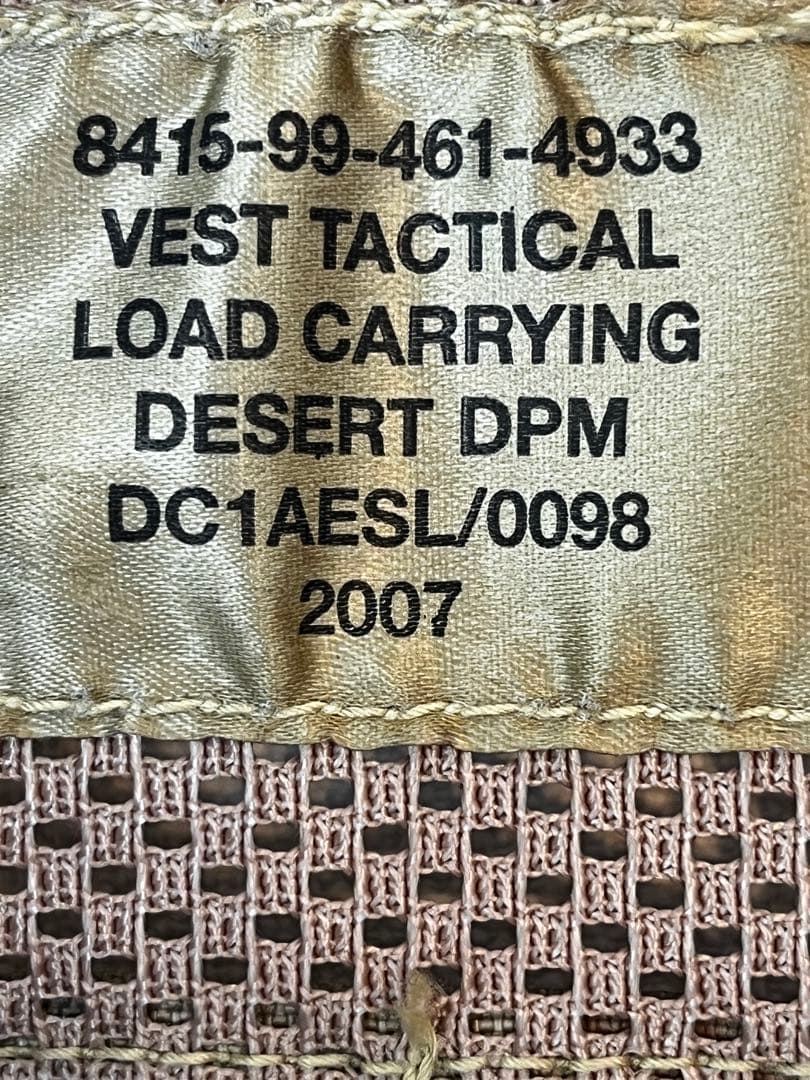 8415-99-461-4933
VEST TACTICAL
LOAD CARRYING
DESERT DPM
DC1AESL/0098
2007